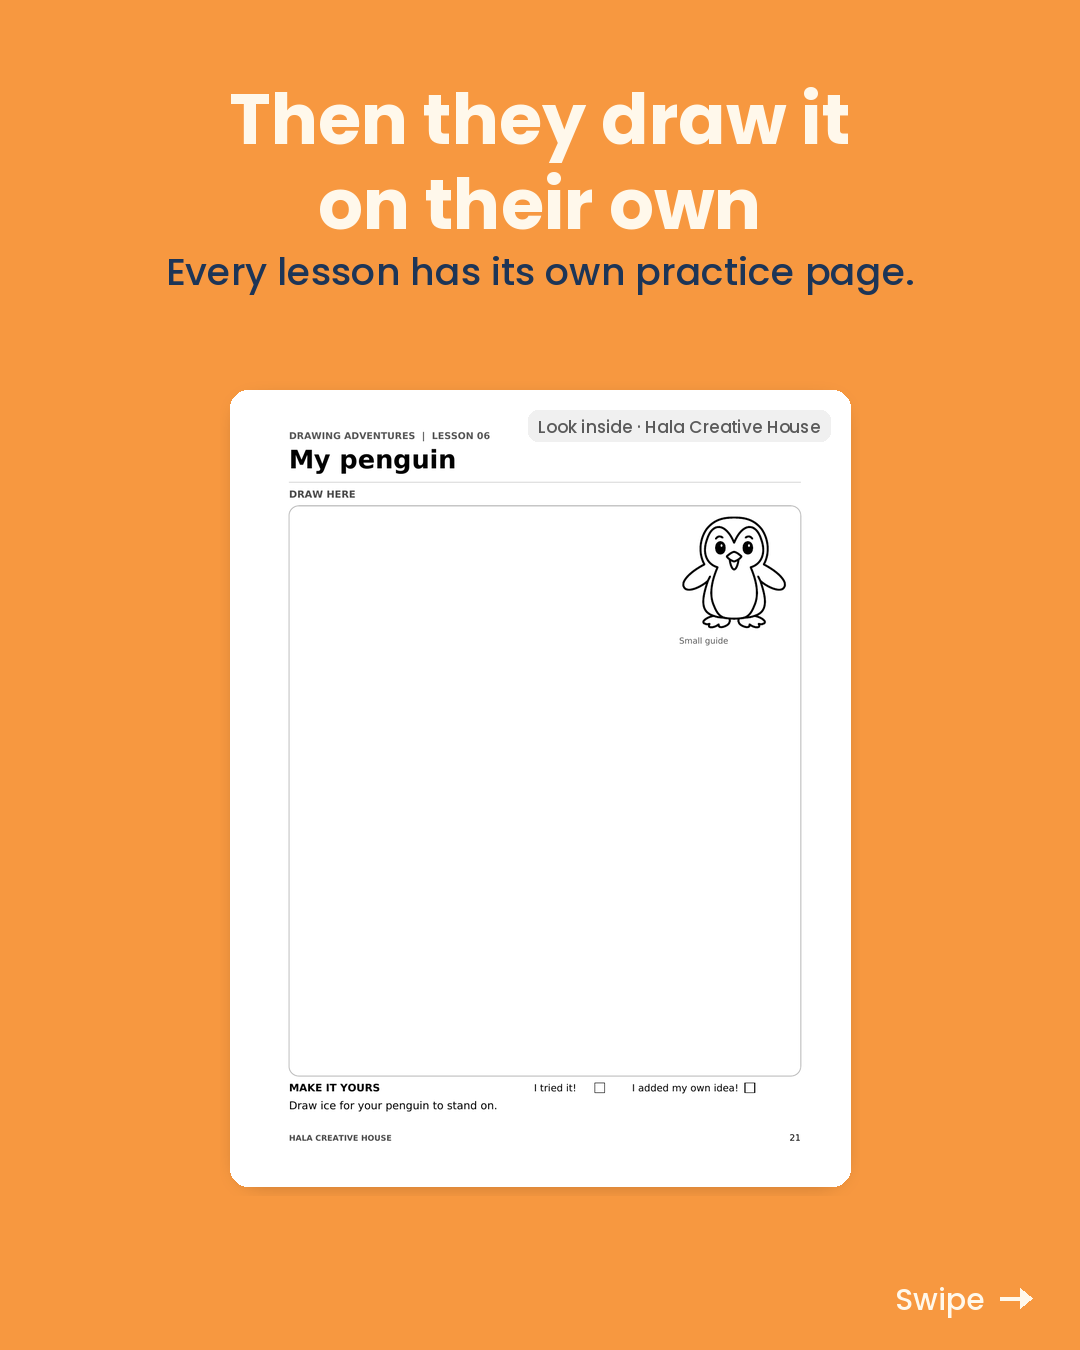 Then they draw it
on their own
Every lesson has its own practice page.
Look inside · Hala Creative House
DRAWING ADVENTURES | LESSON 06
My penguin
DRAW HERE
Small guide
MAKE IT YOURS
I tried it!
I added my own idea!
Draw ice for your penguin to stand on.
HALA CREATIVE HOUSE
21
Swipe